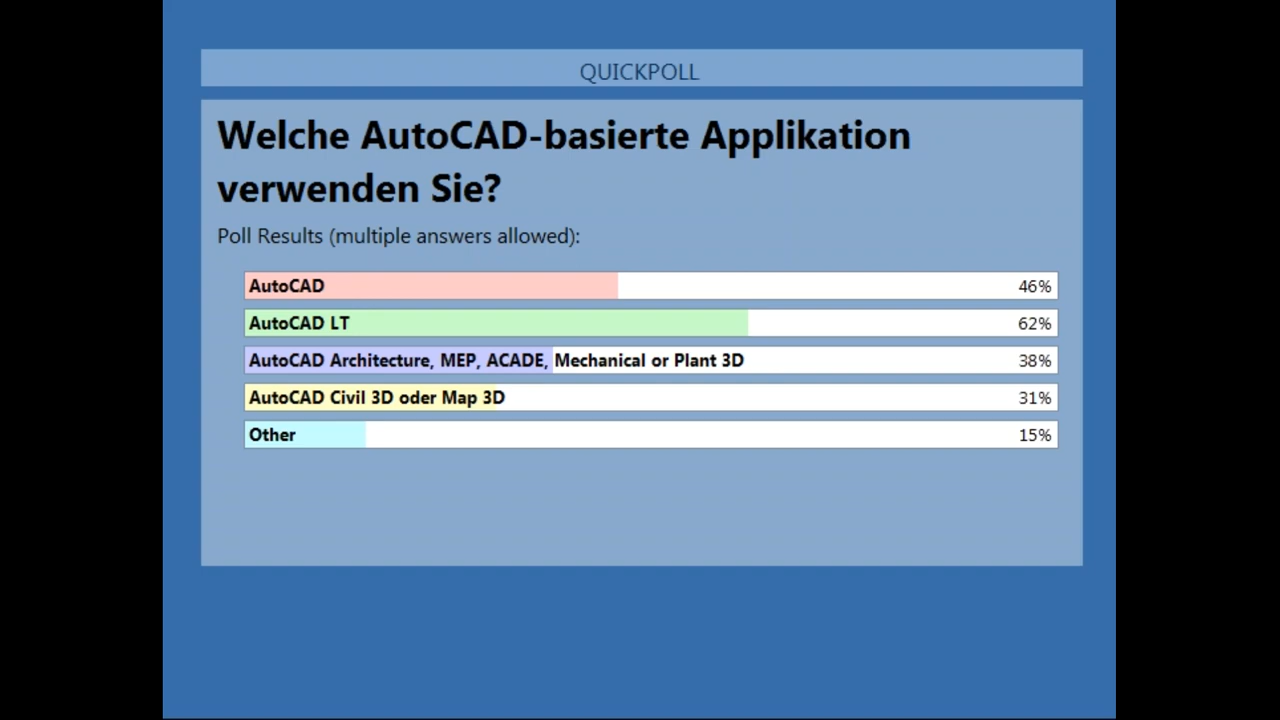 QUICKPOLL
Welche AutoCAD-basierte Applikation
verwenden Sie?
Poll Results (multiple answers allowed):
AutoCAD 46%
AutoCAD LT 62%
AutoCAD Architecture, MEP, ACADE, Mechanical or Plant 3D 38%
AutoCAD Civil 3D oder Map 3D 31%
Other 15%